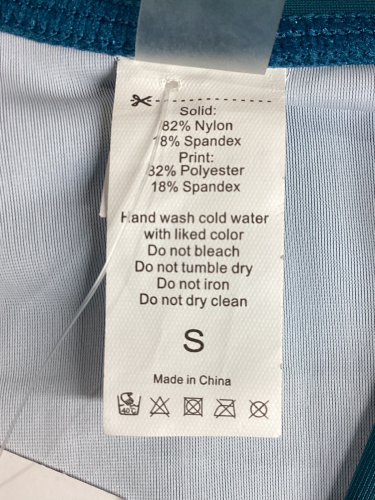 Solid:
82% Nylon
18% Spandex
Print:
82% Polyester
18% Spandex
Hand wash cold water
with liked color
Do not bleach
Do not tumble dry
Do not iron
Do not dry clean
S
Made in China
40°C